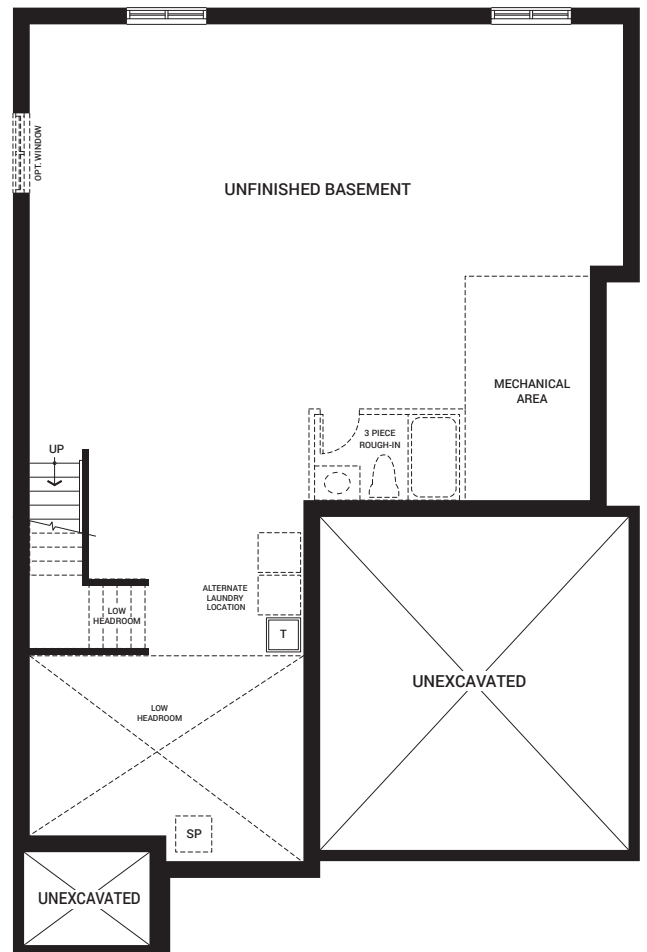 OPT. WINDOW
UNFINISHED BASEMENT
MECHANICAL
AREA
3 PIECE
ROUGH-IN
UP
ALTERNATE
LAUNDRY
LOCATION
LOW
HEADROOM
T
UNEXCAVATED
LOW
HEADROOM
SP
UNEXCAVATED